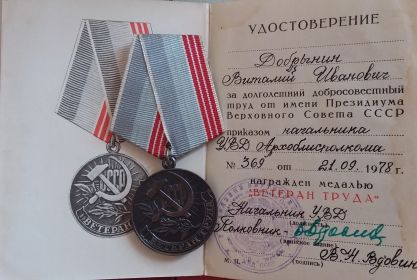 СССР
ВЕТЕРАН ТРУДА
УДОСТОВЕРЕНИЕ
Добрынин
Виталий Иванович
за долголетний добросовестный
труд от имени Президиума
Верховного Совета СССР
приказом начальника
УВД Архоблисполкома
№ 369 от 21.09.1978 г.
награжден медалью
"ВЕТЕРАН ТРУДА"
Начальник УВД
Полковник-
В.Н. Вдовин
М. П.